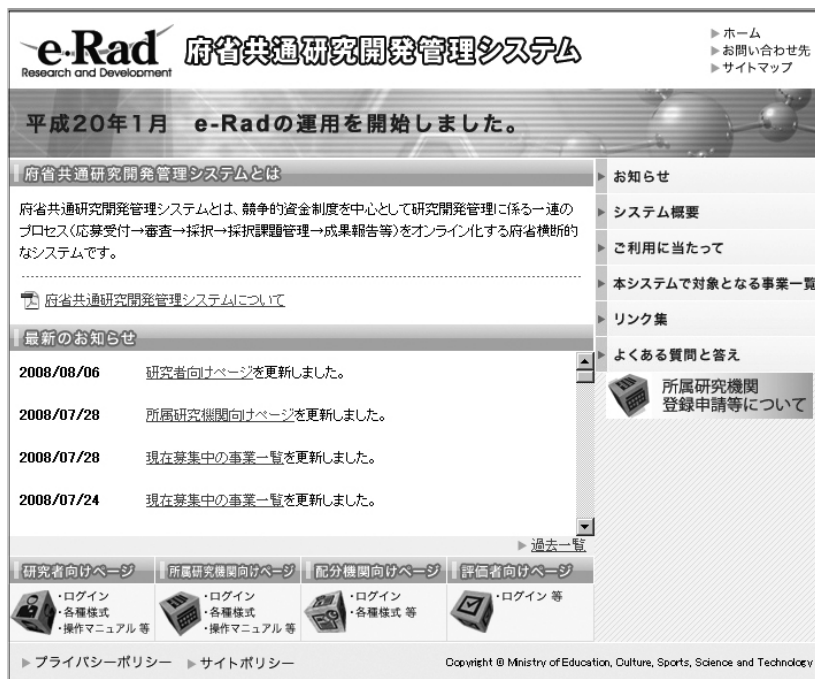 e-Rad
Research and Development
府省共通研究開発管理システム
ホーム
お問い合わせ先
サイトマップ
平成20年1月 e-Radの運用を開始しました。
府省共通研究開発管理システムとは
府省共通研究開発管理システムとは、競争的資金制度を中心として研究開発管理に係る一連の
プロセス(応募受付→審査→採択→採択課題管理→成果報告等)をオンライン化する府省横断的
なシステムです。
府省共通研究開発管理システムについて
最新のお知らせ
2008/08/06 研究者向けページを更新しました。
2008/07/28 所属研究機関向けページを更新しました。
2008/07/28 現在募集中の事業一覧を更新しました。
2008/07/24 現在募集中の事業一覧を更新しました。
過去一覧
お知らせ
システム概要
ご利用に当たって
本システムで対象となる事業一覧
リンク集
よくある質問と答え
所属研究機関
登録申請等について
研究者向けページ
・ログイン
・各種様式
・操作マニュアル 等
所属研究機関向けページ
・ログイン
・各種様式
・操作マニュアル 等
配分機関向けページ
・ログイン
・各種様式 等
評価者向けページ
・ログイン 等
プライバシーポリシー サイトポリシー
Copyright © Ministry of Education, Culture, Sports, Science and Technology